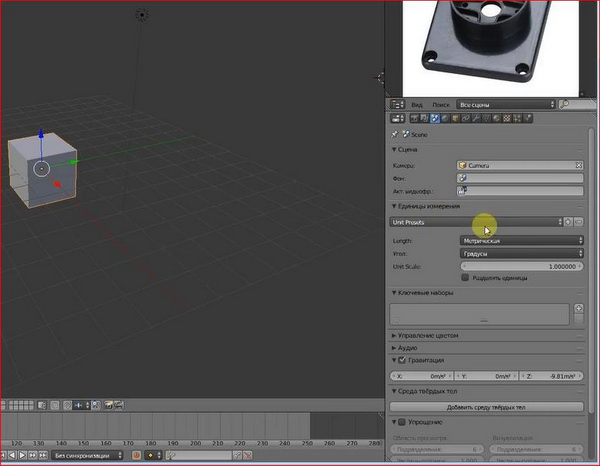 Вид
Поиск
Все сцены
Scene
Сцена
Камера:
Camera
Фон:
Акт. видеофр.
Единицы измерения
Unit Presets
Length:
Метрическая
Угол:
Градусы
Unit Scale:
1.000000
Разделять единицы
Ключевые наборы
Управление цветом
Аудио
Гравитация
X: 0m/s²
Y: 0m/s²
Z: -9.81m/s²
Среда твёрдых тел
Добавить среду твёрдых тел
Упрощение
Область просмотра:
Визуализация:
Подразделение 6
Подразделение 6
120 130 140 150 160 170 180 190 200 210 220 230 240 250 260 270 280
Без синхронизации